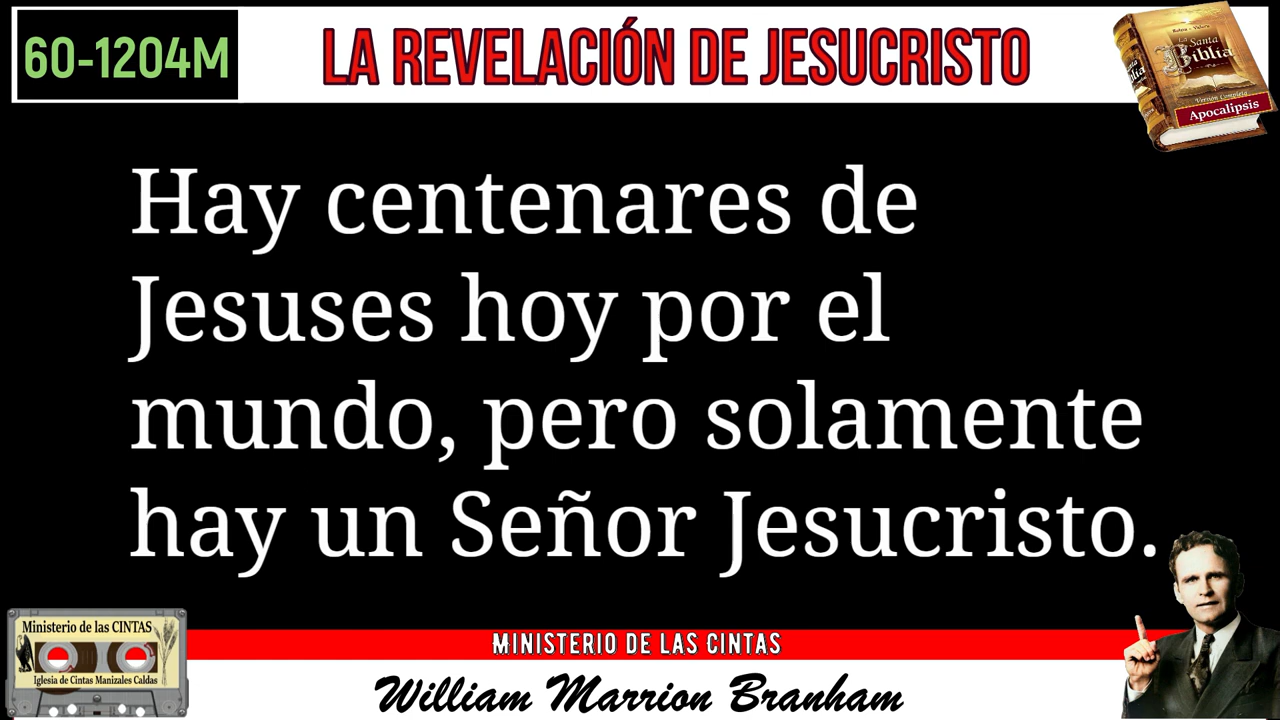 60-1204M
LA REVELACIÓN DE JESUCRISTO
La Santa
Biblia
Apocalipsis
Hay centenares de
Jesuses hoy por el
mundo, pero solamente
hay un Señor Jesucristo.
Ministerio de las CINTAS
Iglesia de Cintas Manizales Caldas
MINISTERIO DE LAS CINTAS
William Marrion Branham